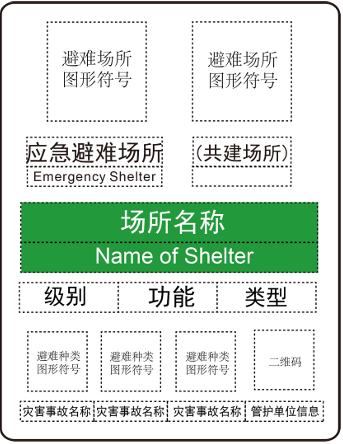 避难场所 避难场所
图形符号 图形符号
应急避难场所 （共建场所）
Emergency Shelter
场所名称
Name of Shelter
级别 功能 类型
避难种类 避难种类 避难种类
图形符号 图形符号 图形符号
二维码
灾害事故名称 灾害事故名称 灾害事故名称 管护单位信息